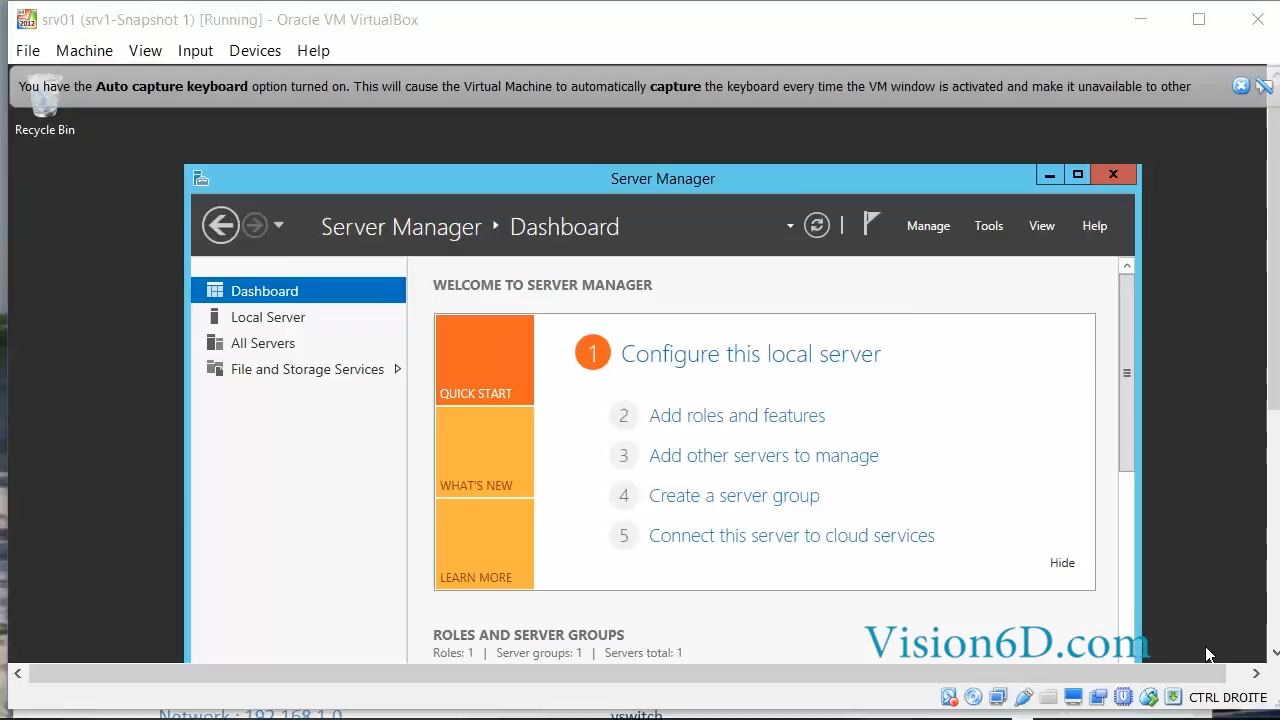 srv01 (srv1-Snapshot 1) [Running] - Oracle VM VirtualBox
File Machine View Input Devices Help
You have the Auto capture keyboard option turned on. This will cause the Virtual Machine to automatically capture the keyboard every time the VM window is activated and make it unavailable to other
Recycle Bin
Server Manager
Server Manager Dashboard
Manage Tools View Help
Dashboard
Local Server
All Servers
File and Storage Services
WELCOME TO SERVER MANAGER
QUICK START
WHAT'S NEW
LEARN MORE
1 Configure this local server
2 Add roles and features
3 Add other servers to manage
4 Create a server group
5 Connect this server to cloud services
Hide
ROLES AND SERVER GROUPS
Roles: 1 | Server groups: 1 | Servers total: 1
Vision6D.com
CTRL DROITE
Network : 192.168.1.0
vswitch